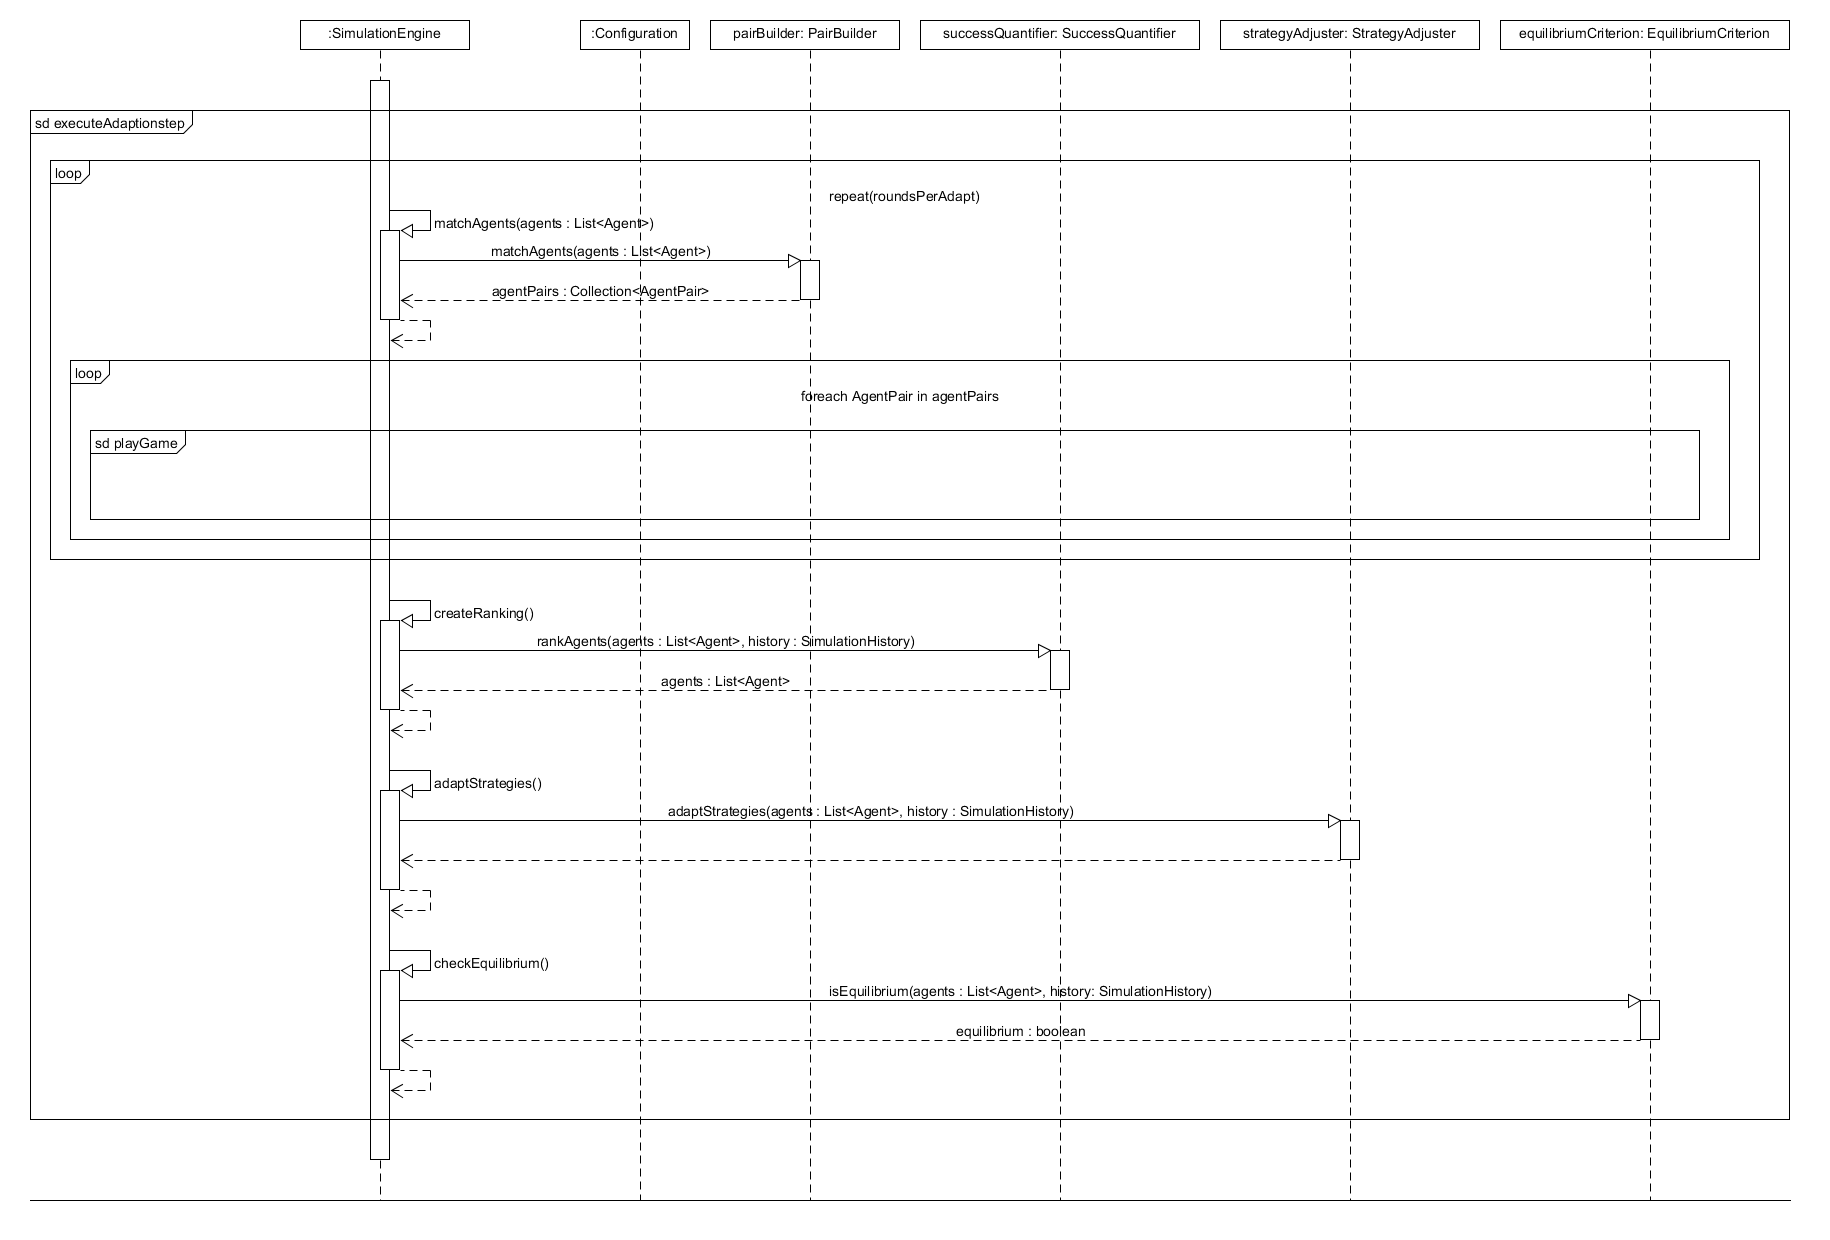 :SimulationEngine
:Configuration
pairBuilder: PairBuilder
successQuantifier: SuccessQuantifier
strategyAdjuster: StrategyAdjuster
equilibriumCriterion: EquilibriumCriterion
sd executeAdaptionstep
loop
repeat(roundsPerAdapt)
matchAgents(agents : List<Agent>)
matchAgents(agents : List<Agent>)
agentPairs : Collection<AgentPair>
loop
foreach AgentPair in agentPairs
sd playGame
createRanking()
rankAgents(agents : List<Agent>, history : SimulationHistory)
agents : List<Agent>
adaptStrategies()
adaptStrategies(agents : List<Agent>, history : SimulationHistory)
checkEquilibrium()
isEquilibrium(agents : List<Agent>, history: SimulationHistory)
equilibrium : boolean